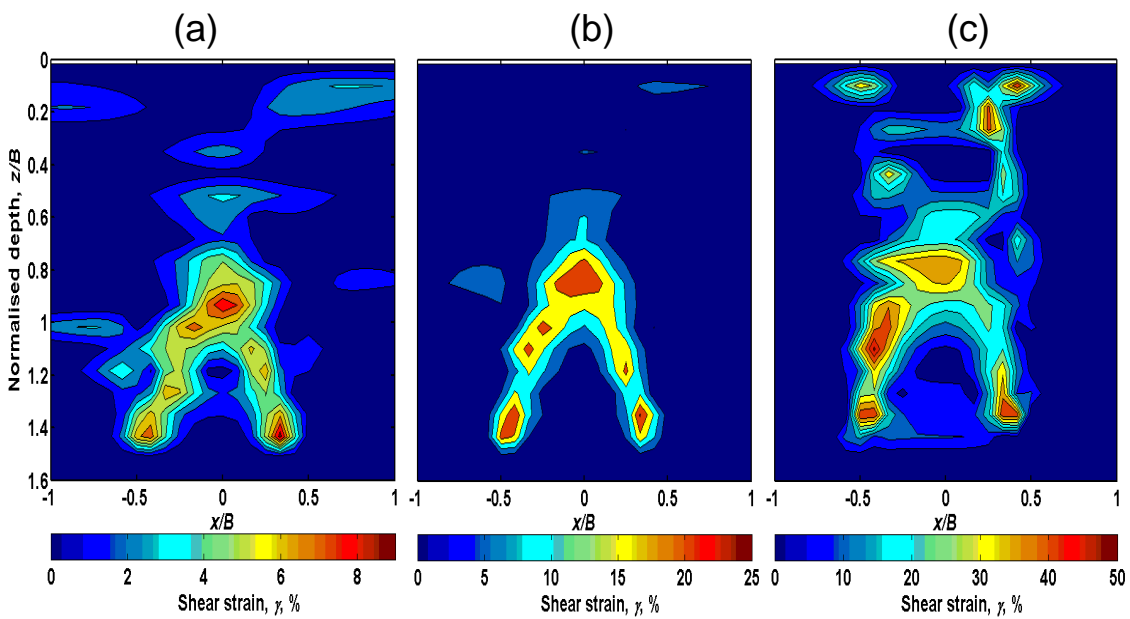 (a) (b) (c)
0
0.2
0.4
0.6
0.8
1
1.2
1.4
1.6
Normalised depth, z/B
-1 -0.5 0 0.5 1
-1 -0.5 0 0.5 1
-1 -0.5 0 0.5 1
x/B x/B x/B
0 2 4 6 8
0 5 10 15 20 25
0 10 20 30 40 50
Shear strain, γ, % Shear strain, γ, % Shear strain, γ, %